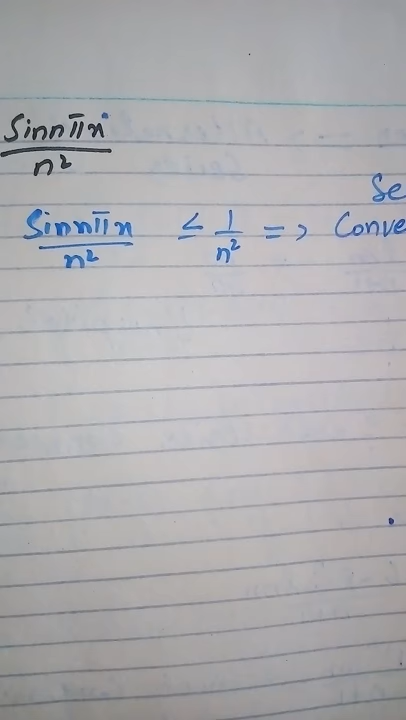 Sinnπx
n²
Se
Sinnπx / n² ≤ 1/n² => Conve